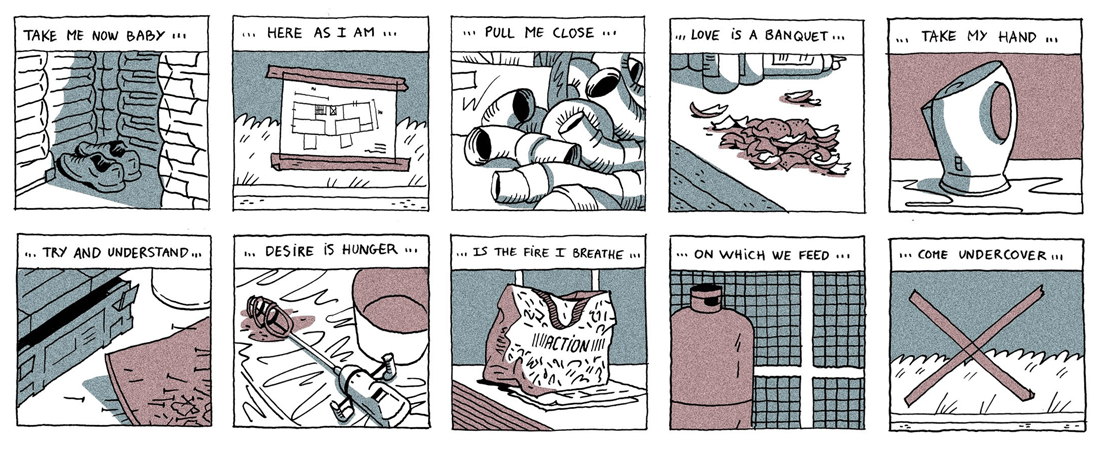 TAKE ME NOW BABY ...
... HERE AS I AM ...
... PULL ME CLOSE ...
... LOVE IS A BANQUET ...
... TAKE MY HAND ...
... TRY AND UNDERSTAND ...
... DESIRE IS HUNGER ...
... IS THE FIRE I BREATHE ...
ACTION
... ON WHICH WE FEED ...
... COME UNDERCOVER ...